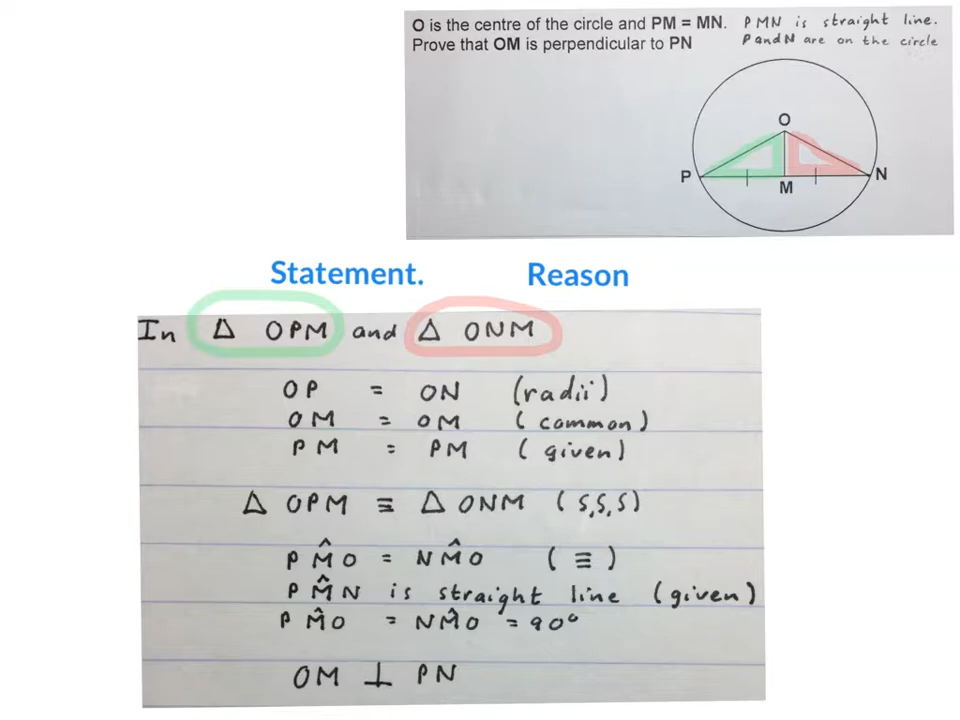 O is the centre of the circle and PM = MN. PMN is straight line.
Prove that OM is perpendicular to PN P and N are on the circle
O
P
M
N
Statement. Reason
In Δ OPM and Δ ONM
OP = ON (radii)
OM = OM (common)
PM = PM (given)
Δ OPM ≡ Δ ONM (S,S,S)
PM̂O = NM̂O (≡)
PM̂N is straight line (given)
PM̂O = NM̂O = 90°
OM ⊥ PN